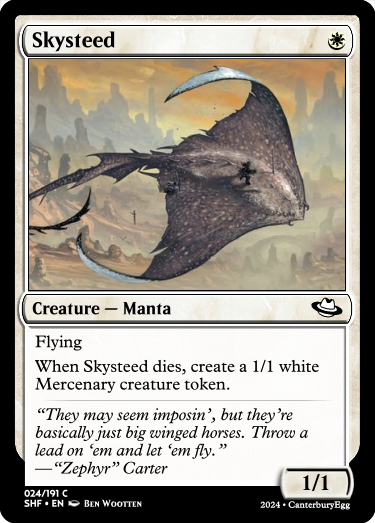 Skysteed
Creature — Manta
Flying
When Skysteed dies, create a 1/1 white
Mercenary creature token.
“They may seem imposin’, but they’re
basically just big winged horses. Throw a
lead on ‘em and let ‘em fly.”
—“Zephyr” Carter
1/1
024/191 C
SHF • EN Ben Wootten
2024 • CanterburyEgg